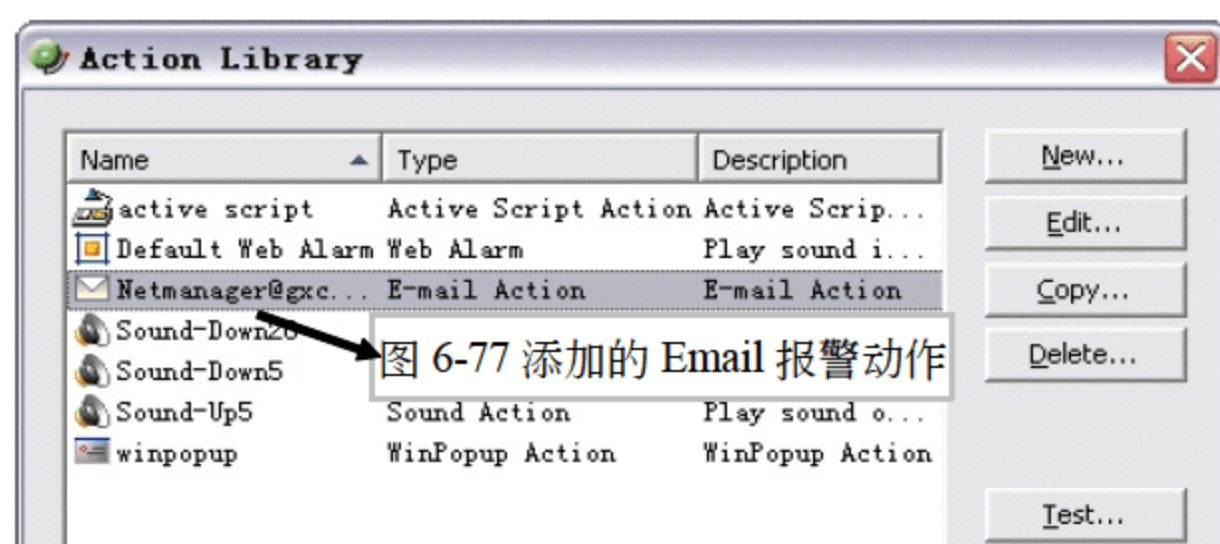 Action Library
Name Type Description
active script Active Script Action Active Scrip...
Default Web Alarm Web Alarm Play sound i...
Netmanager@gxc... E-mail Action E-mail Action
Sound-Down20
图 6-77 添加的 Email 报警动作
Sound-Down5
Sound-Up5 Sound Action Play sound o...
winpopup WinPopup Action WinPopup Action
New...
Edit...
Copy...
Delete...
Test...